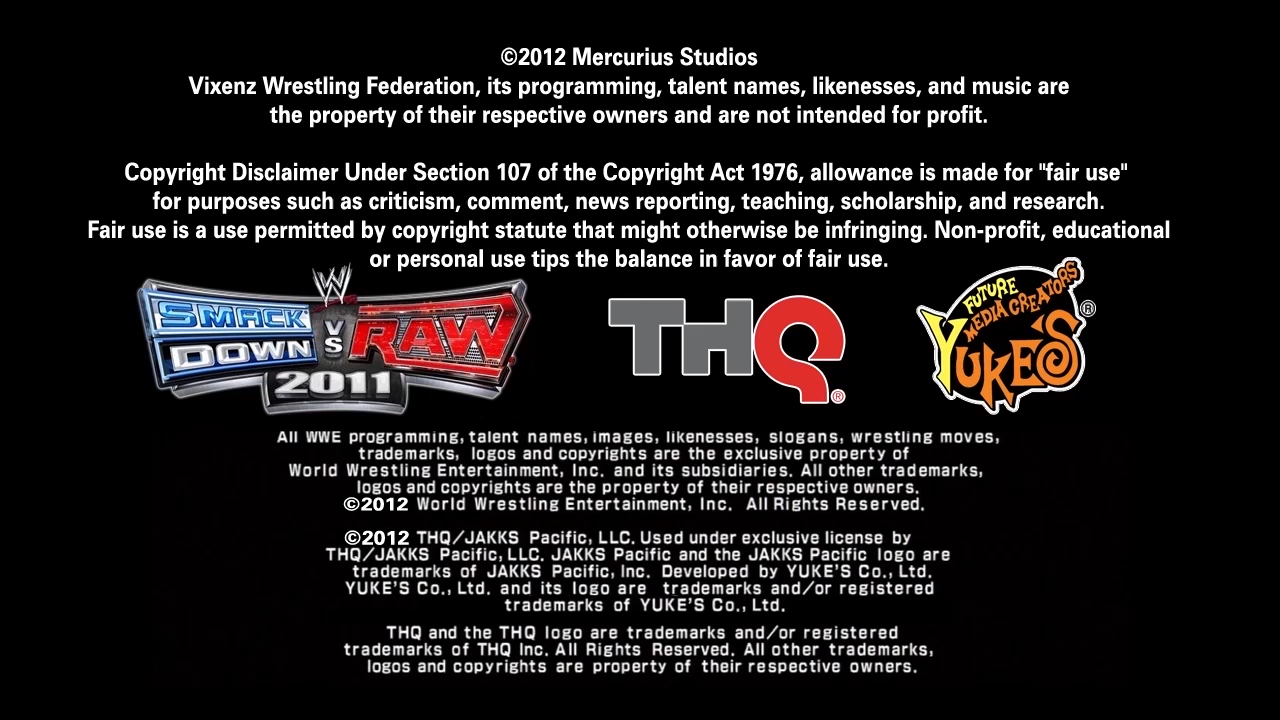 ©2012 Mercurius Studios
Vixenz Wrestling Federation, its programming, talent names, likenesses, and music are
the property of their respective owners and are not intended for profit.
Copyright Disclaimer Under Section 107 of the Copyright Act 1976, allowance is made for "fair use"
for purposes such as criticism, comment, news reporting, teaching, scholarship, and research.
Fair use is a use permitted by copyright statute that might otherwise be infringing. Non-profit, educational
or personal use tips the balance in favor of fair use.
W
SMACK
DOWN
VS
RAW
2011
THQ®
FUTURE
MEDIA CREATORS
YUKE'S®
All WWE programming, talent names, images, likenesses, slogans, wrestling moves,
trademarks, logos and copyrights are the exclusive property of
World Wrestling Entertainment, Inc. and its subsidiaries. All other trademarks,
logos and copyrights are the property of their respective owners.
©2012 World Wrestling Entertainment, Inc. All Rights Reserved.
©2012 THQ/JAKKS Pacific, LLC. Used under exclusive license by
THQ/JAKKS Pacific, LLC. JAKKS Pacific and the JAKKS Pacific logo are
trademarks of JAKKS Pacific, Inc. Developed by YUKE'S Co., Ltd.
YUKE'S Co., Ltd. and its logo are trademarks and/or registered
trademarks of YUKE'S Co., Ltd.
THQ and the THQ logo are trademarks and/or registered
trademarks of THQ Inc. All Rights Reserved. All other trademarks,
logos and copyrights are property of their respective owners.